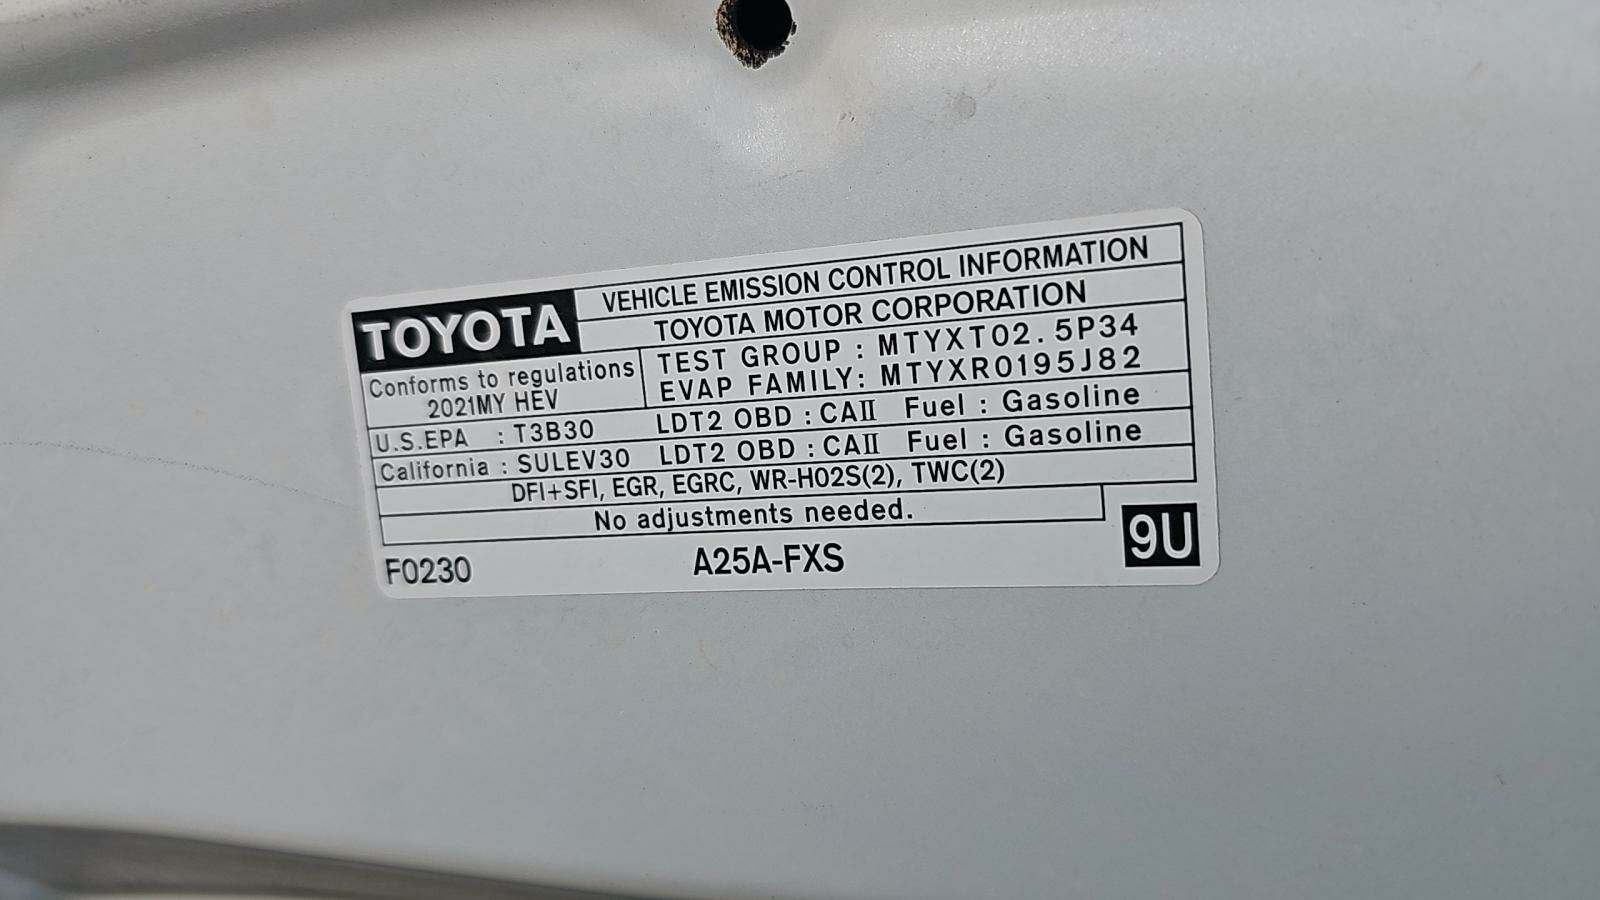 TOYOTA
VEHICLE EMISSION CONTROL INFORMATION
TOYOTA MOTOR CORPORATION
Conforms to regulations
2021MY HEV
TEST GROUP : MTYXT02.5P34
EVAP FAMILY: MTYXR0195J82
U.S.EPA : T3B30 LDT2 OBD : CAII Fuel : Gasoline
California : SULEV30 LDT2 OBD : CAII Fuel : Gasoline
DFI+SFI, EGR, EGRC, WR-HO2S(2), TWC(2)
No adjustments needed.
F0230 A25A-FXS 9U